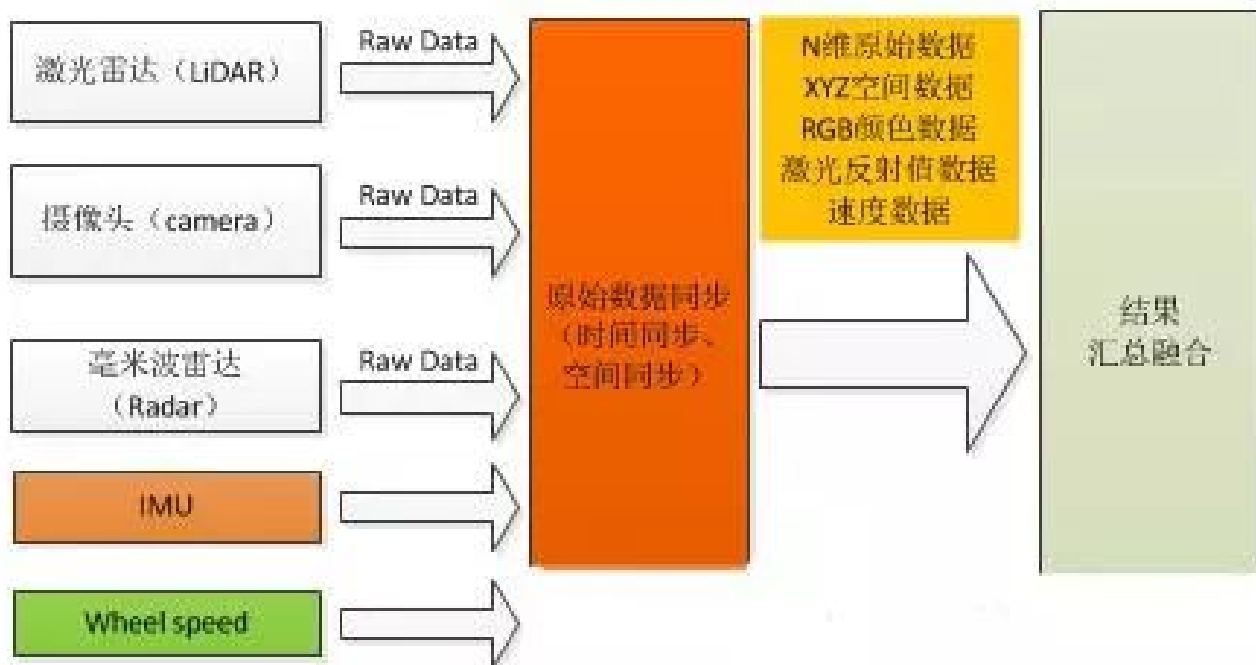 激光雷达（LiDAR）
Raw Data
摄像头（camera）
Raw Data
毫米波雷达
（Radar）
Raw Data
IMU
Wheel speed
原始数据同步
（时间同步、
空间同步）
N维原始数据
XYZ空间数据
RGB颜色数据
激光反射值数据
速度数据
结果
汇总融合